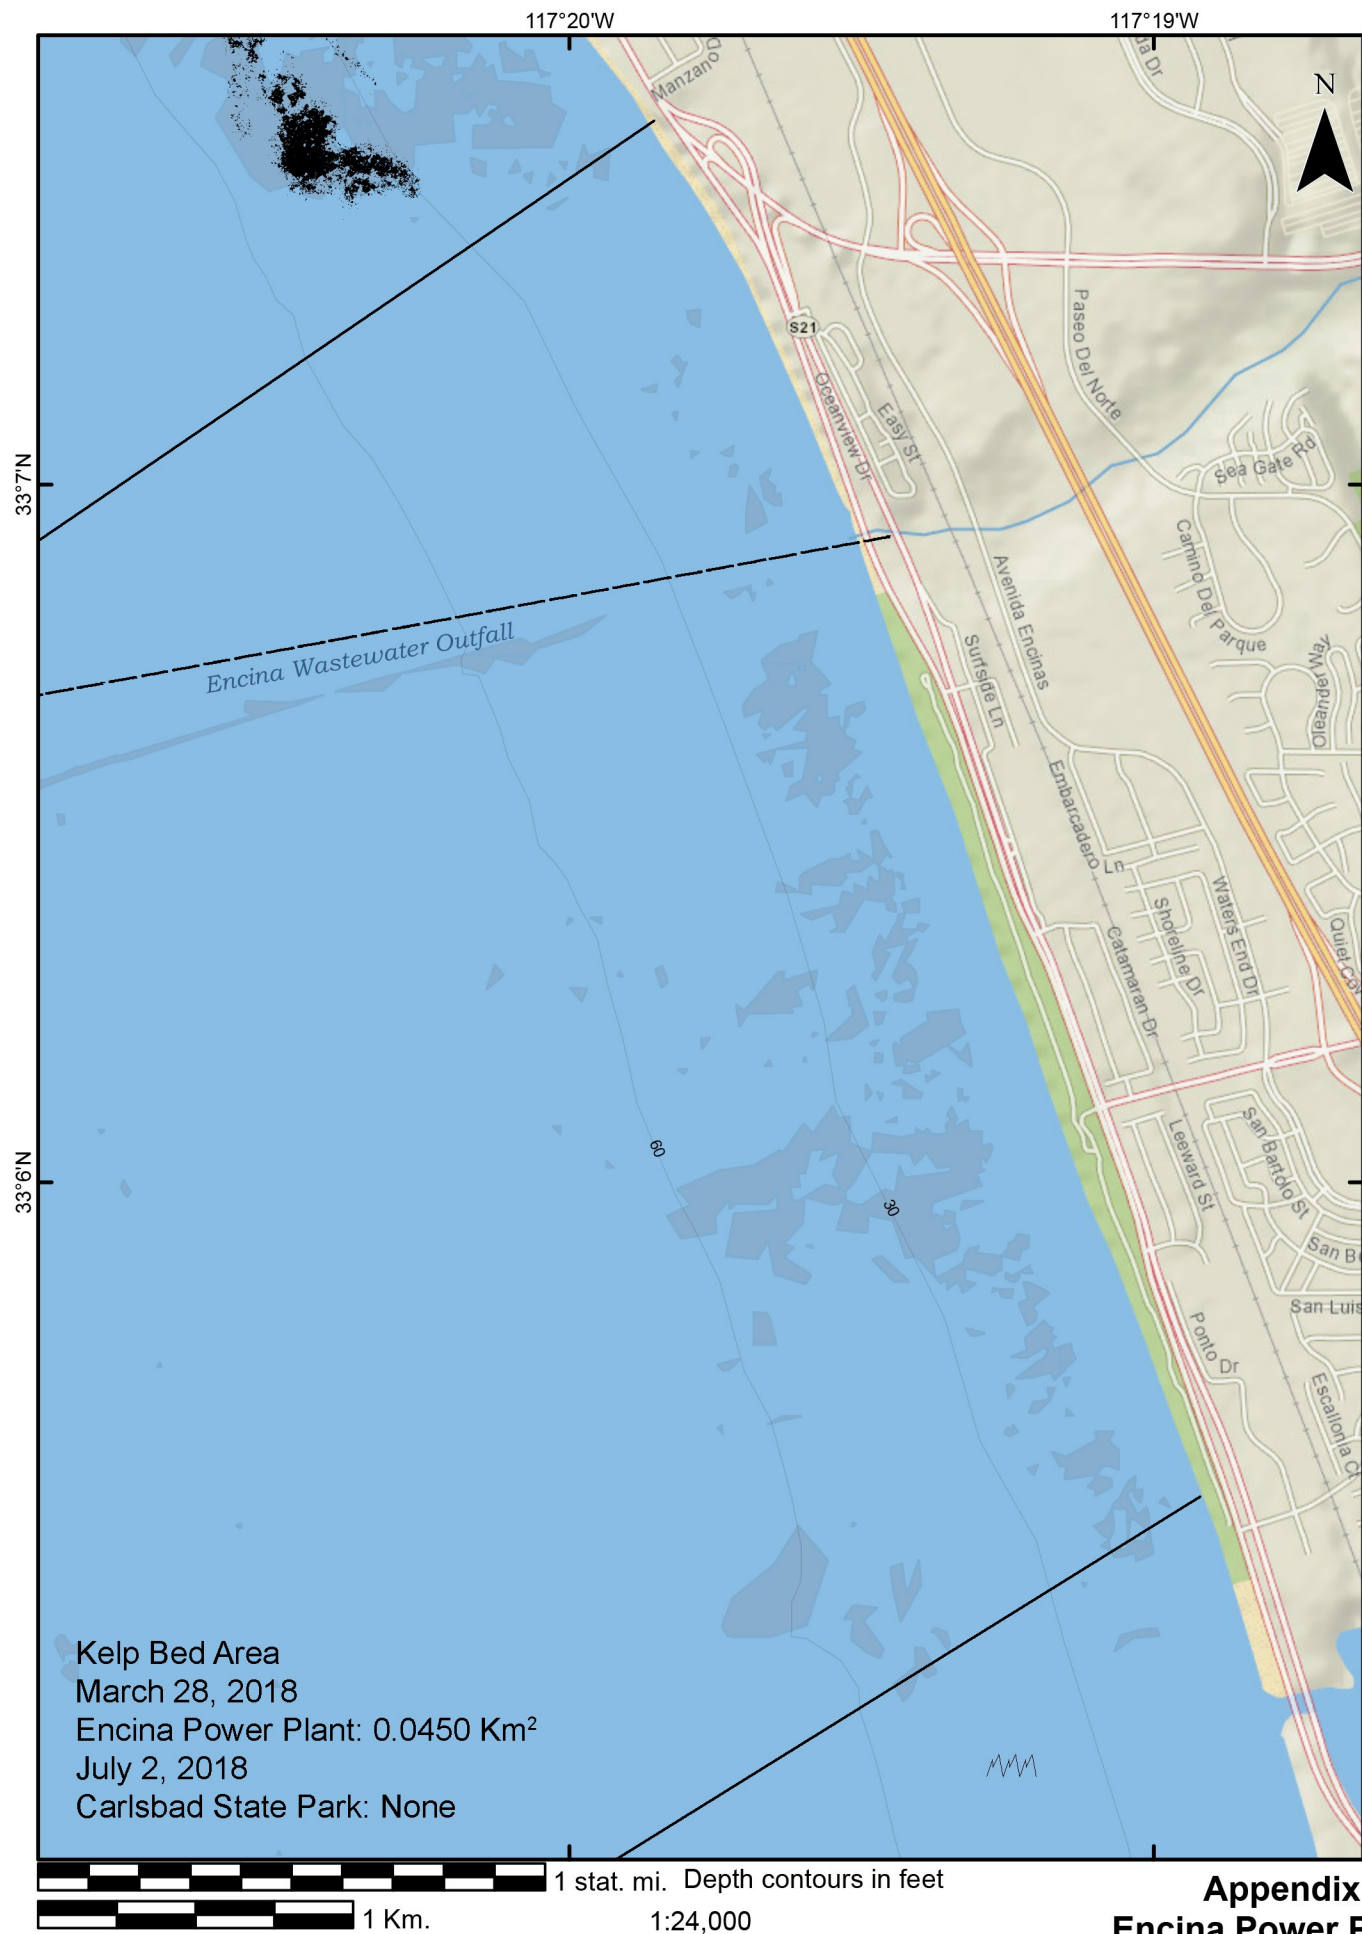 117°20'W
117°19'W
N
Manzano
da Dr
S21
Oceanview Dr
Easy St
Paseo Del Norte
33°7'N
Sea Gate Rd
Camino Del Parque
Avenida Encinas
Encina Wastewater Outfall
Surfside Ln
Oleander Way
Embarcadero Ln
Waters End Dr
Shoreline Dr
Catamaran Dr
Quiet Cov
33°6'N
60
30
Leeward St
San Bartolo St
San Be
San Luis
Ponto Dr
Escallonia Ct
Kelp Bed Area
March 28, 2018
Encina Power Plant: 0.0450 Km²
July 2, 2018
Carlsbad State Park: None
1 stat. mi. Depth contours in feet
1 Km.
1:24,000
Appendix
Encina Power P